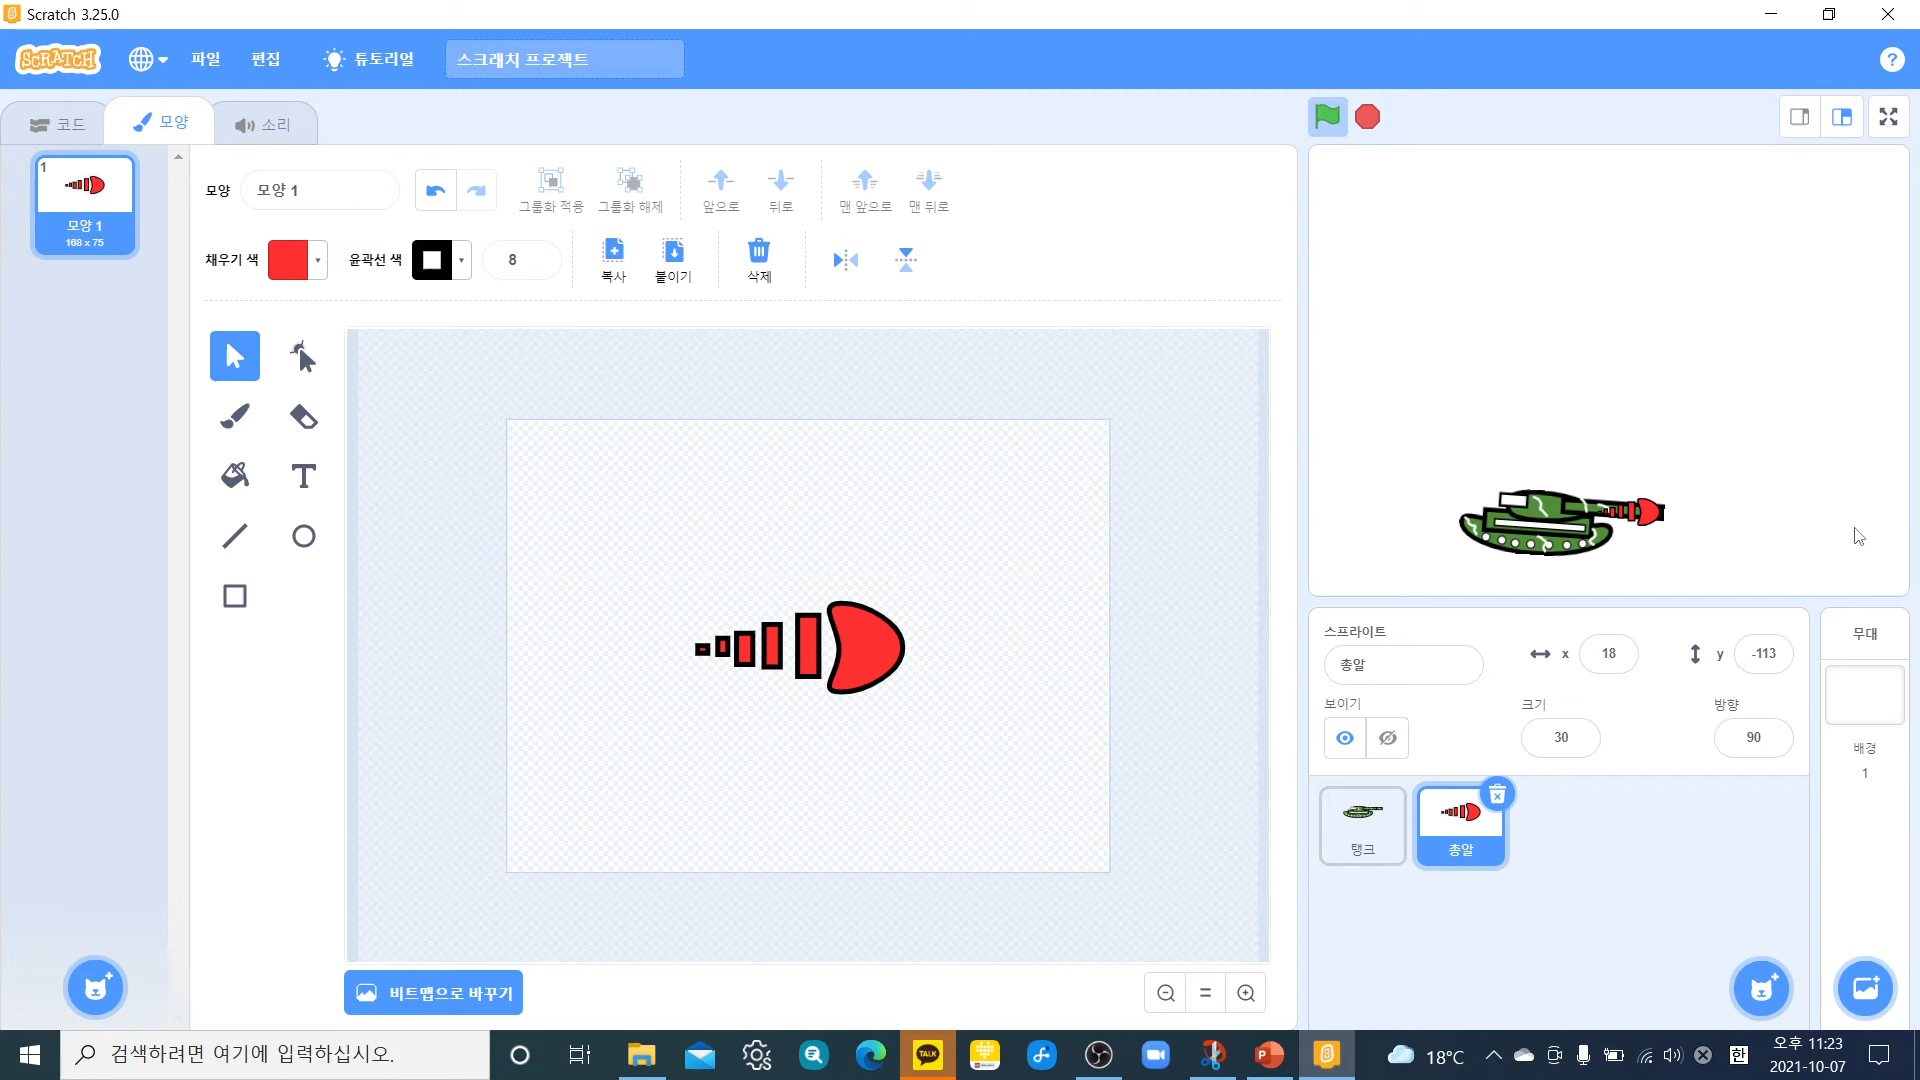 Scratch 3.25.0
SCRATCH
파일
편집
튜토리얼
스크래치 프로젝트
?
코드
모양
소리
1
모양 1
168 x 75
모양
모양 1
그룹화 적용
그룹화 해제
앞으로
뒤로
맨 앞으로
맨 뒤로
채우기 색
윤곽선 색
8
복사
붙이기
삭제
T
비트맵으로 바꾸기
스프라이트
총알
x
18
y
-113
보이기
크기
30
방향
90
탱크
총알
무대
배경
1
검색하려면 여기에 입력하십시오.
TALK
P
18°C
한
오후 11:23
2021-10-07